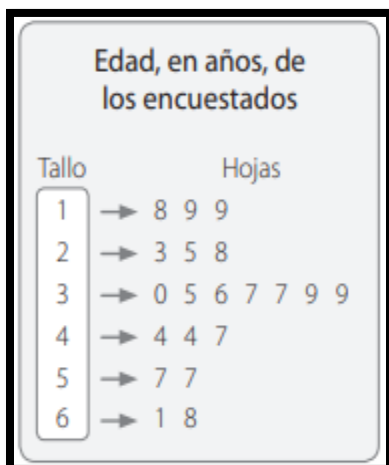 Edad, en años, de
los encuestados
Tallo Hojas
1 → 8 9 9
2 → 3 5 8
3 → 0 5 6 7 7 9 9
4 → 4 4 7
5 → 7 7
6 → 1 8